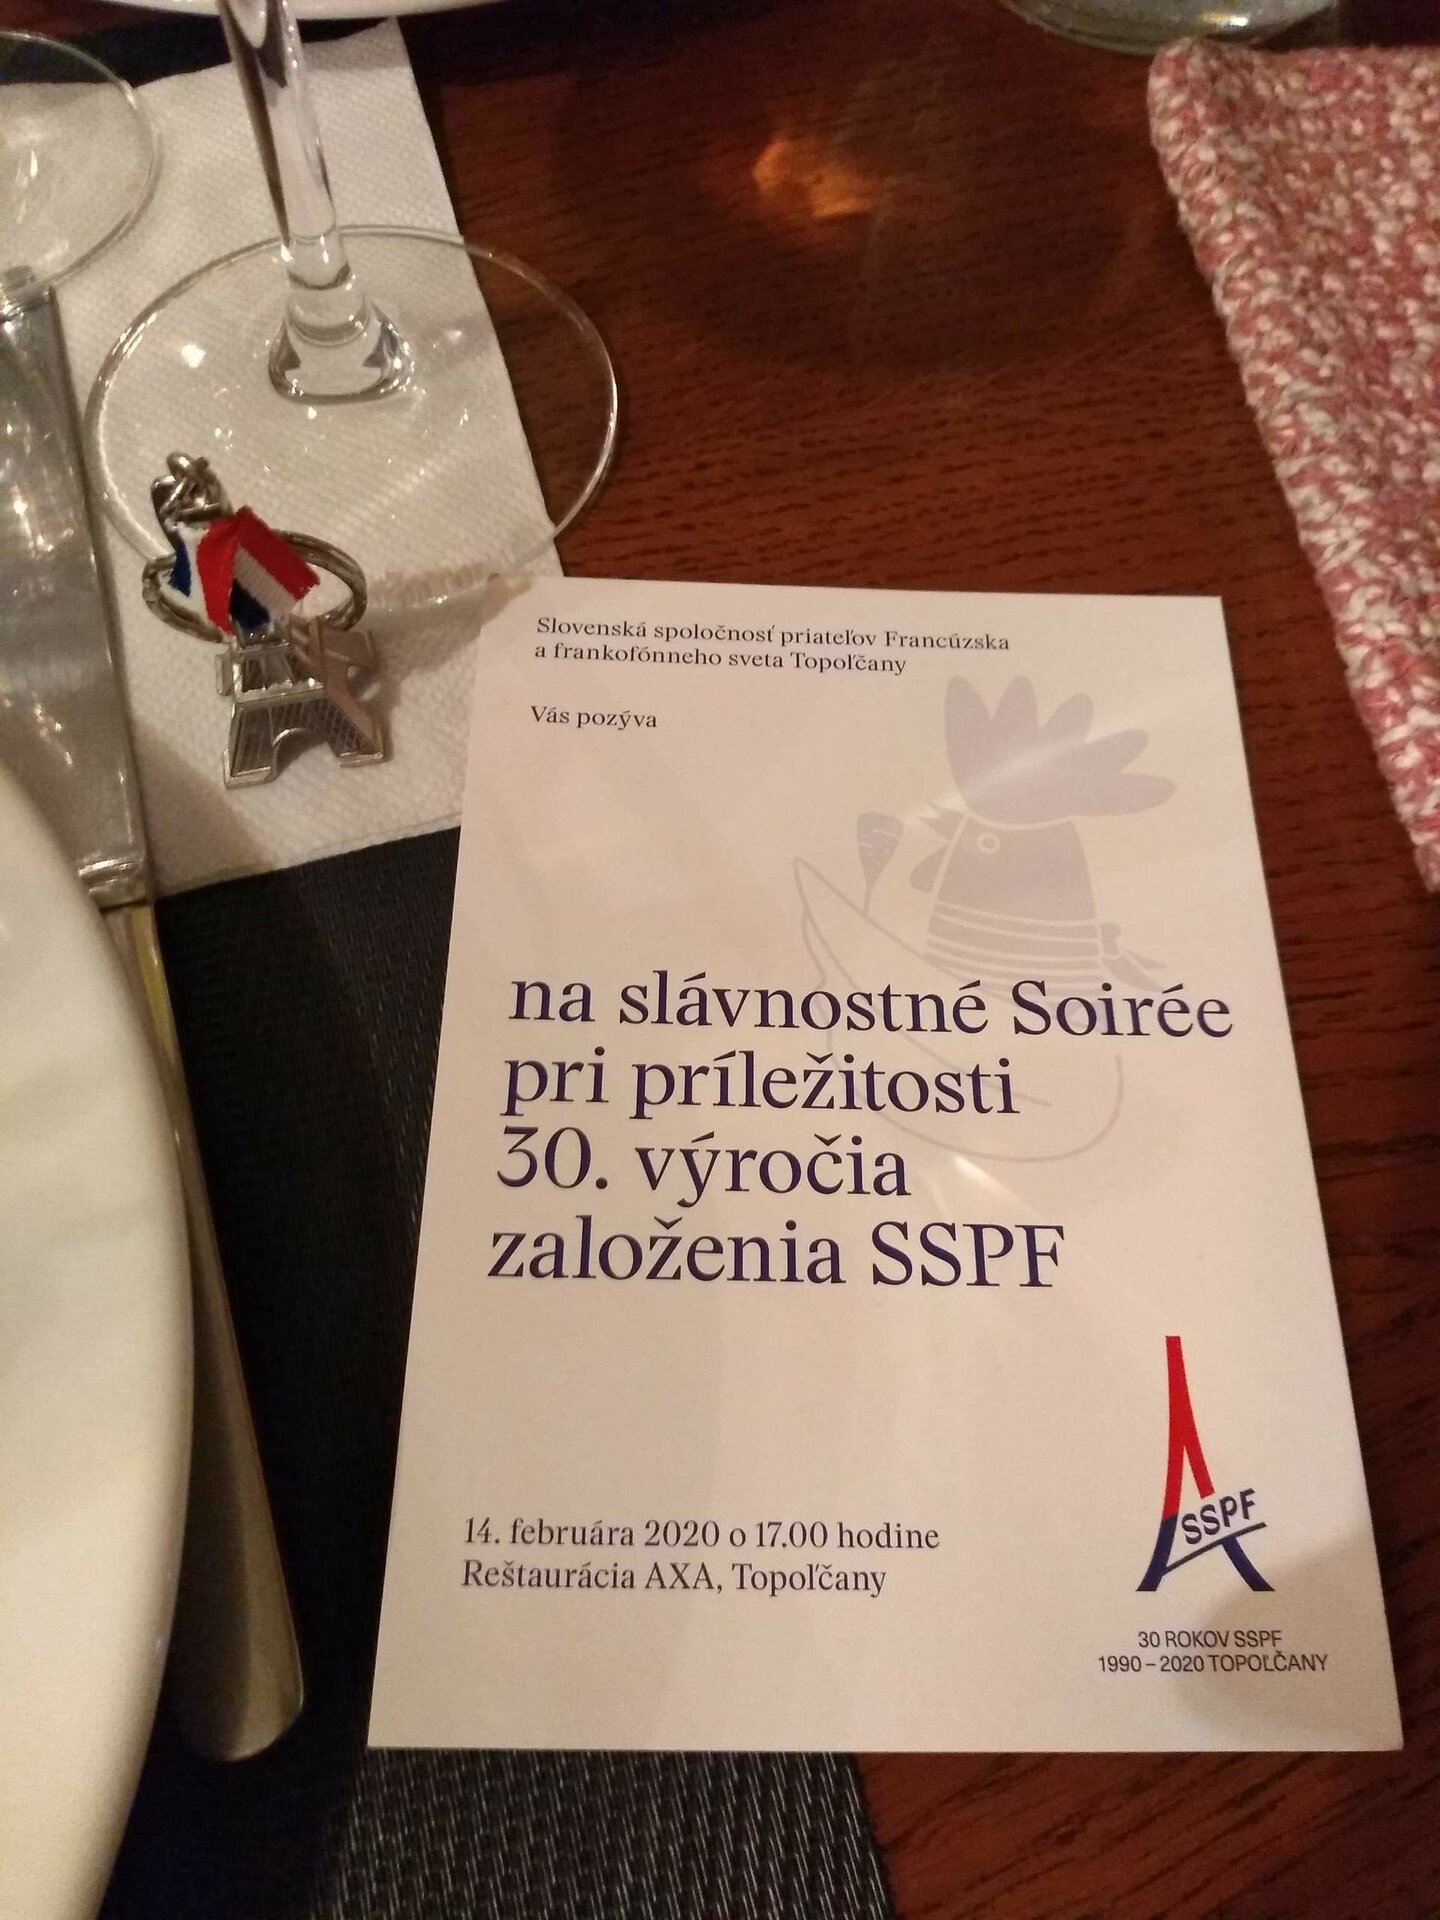 Slovenská spoločnosť priateľov Francúzska
a frankofónneho sveta Topoľčany
Vás pozýva
na slávnostné Soirée
pri príležitosti
30. výročia
založenia SSPF
14. februára 2020 o 17.00 hodine
Reštaurácia AXA, Topoľčany
SSPF
30 ROKOV SSPF
1990 – 2020 TOPOĽČANY